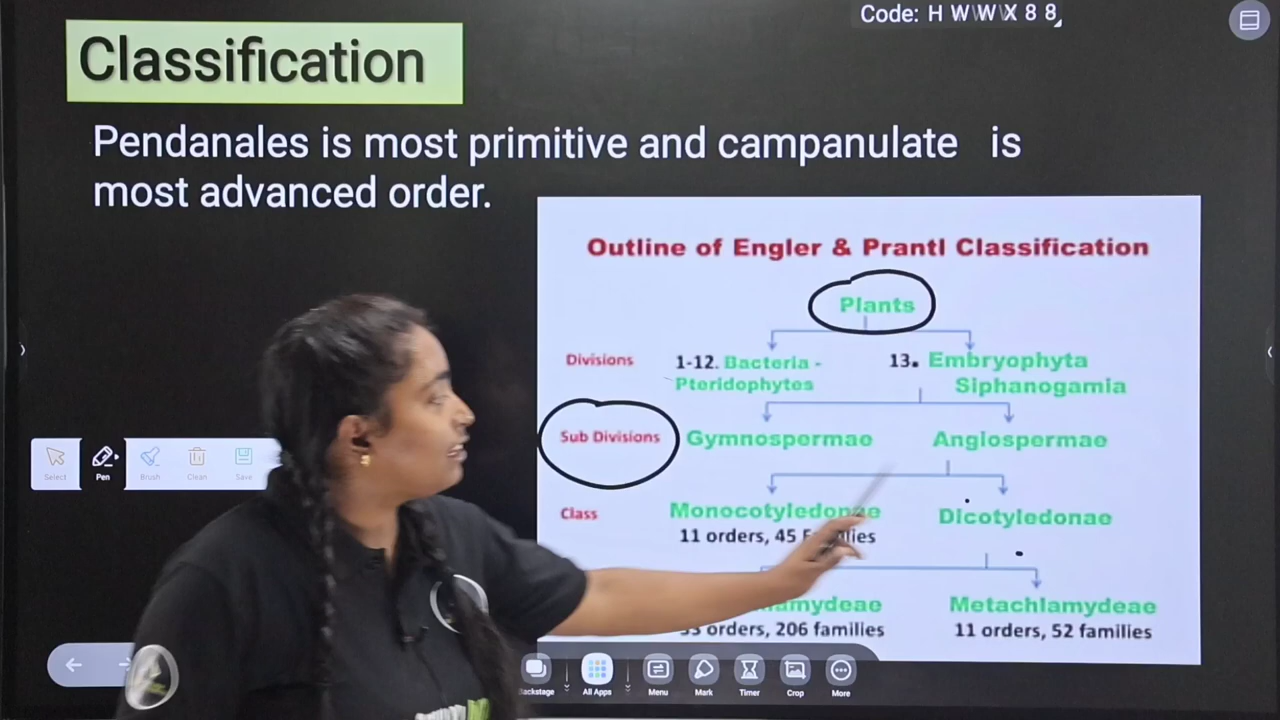 Code: H W W X 8 8
Classification
Pendanales is most primitive and campanulate is
most advanced order.
Outline of Engler & Prantl Classification
Plants
Divisions 1-12. Bacteria - 13. Embryophyta
Pteridophytes Siphanogamia
Sub Divisions Gymnospermae Angiospermae
Class Monocotyledonae Dicotyledonae
11 orders, 45
Metachlamydeae
orders, 206 families 11 orders, 52 families
Select Pen Brush Clean Save
Backstage All Apps Menu Mark Timer Crop More